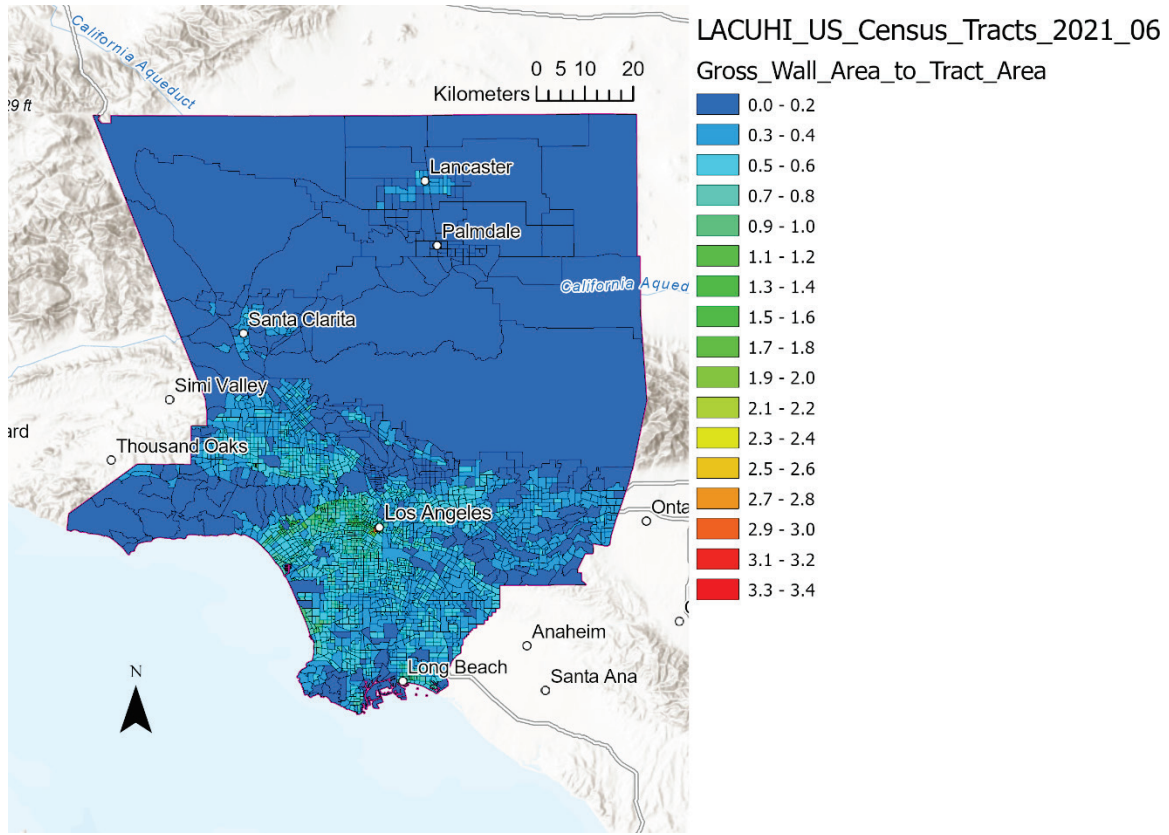 LACUHI_US_Census_Tracts_2021_06
Gross_Wall_Area_to_Tract_Area
0.0 - 0.2
0.3 - 0.4
0.5 - 0.6
0.7 - 0.8
0.9 - 1.0
1.1 - 1.2
1.3 - 1.4
1.5 - 1.6
1.7 - 1.8
1.9 - 2.0
2.1 - 2.2
2.3 - 2.4
2.5 - 2.6
2.7 - 2.8
2.9 - 3.0
3.1 - 3.2
3.3 - 3.4
California Aqueduct
0 5 10 20
Kilometers
29 ft
Lancaster
Palmdale
California Aqued
Santa Clarita
Simi Valley
ard
Thousand Oaks
Los Angeles
Onta
Anaheim
Long Beach
Santa Ana
N